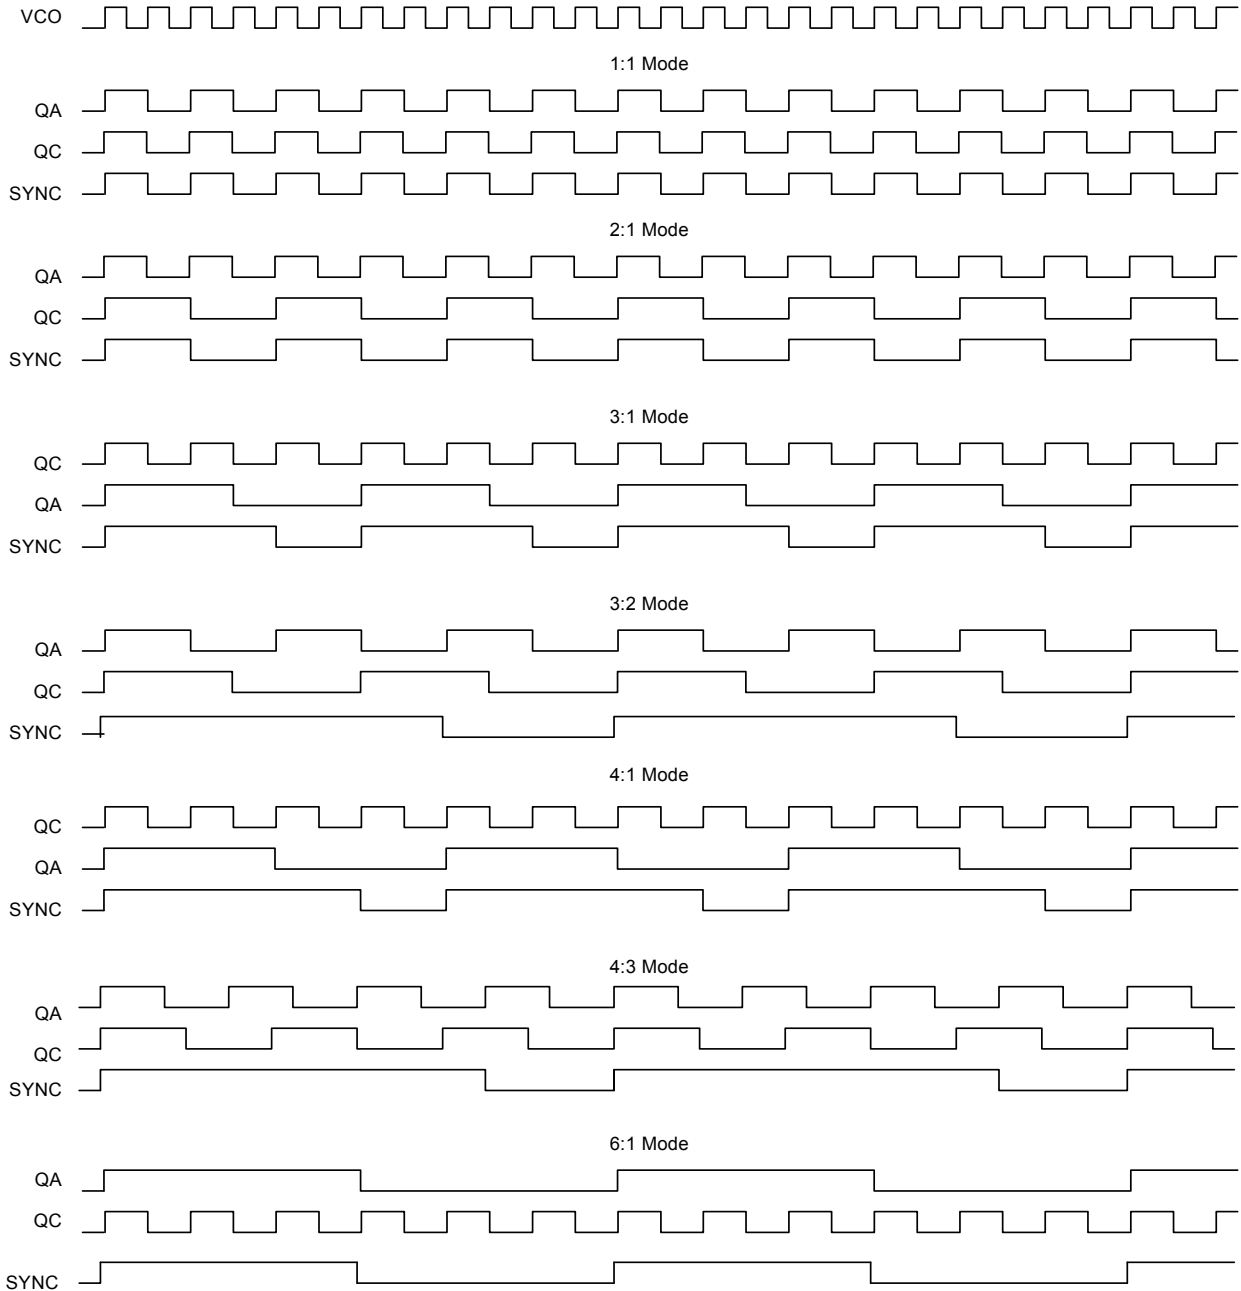 VCO
1:1 Mode
QA
QC
SYNC
2:1 Mode
QA
QC
SYNC
3:1 Mode
QC
QA
SYNC
3:2 Mode
QA
QC
SYNC
4:1 Mode
QC
QA
SYNC
4:3 Mode
QA
QC
SYNC
6:1 Mode
QA
QC
SYNC